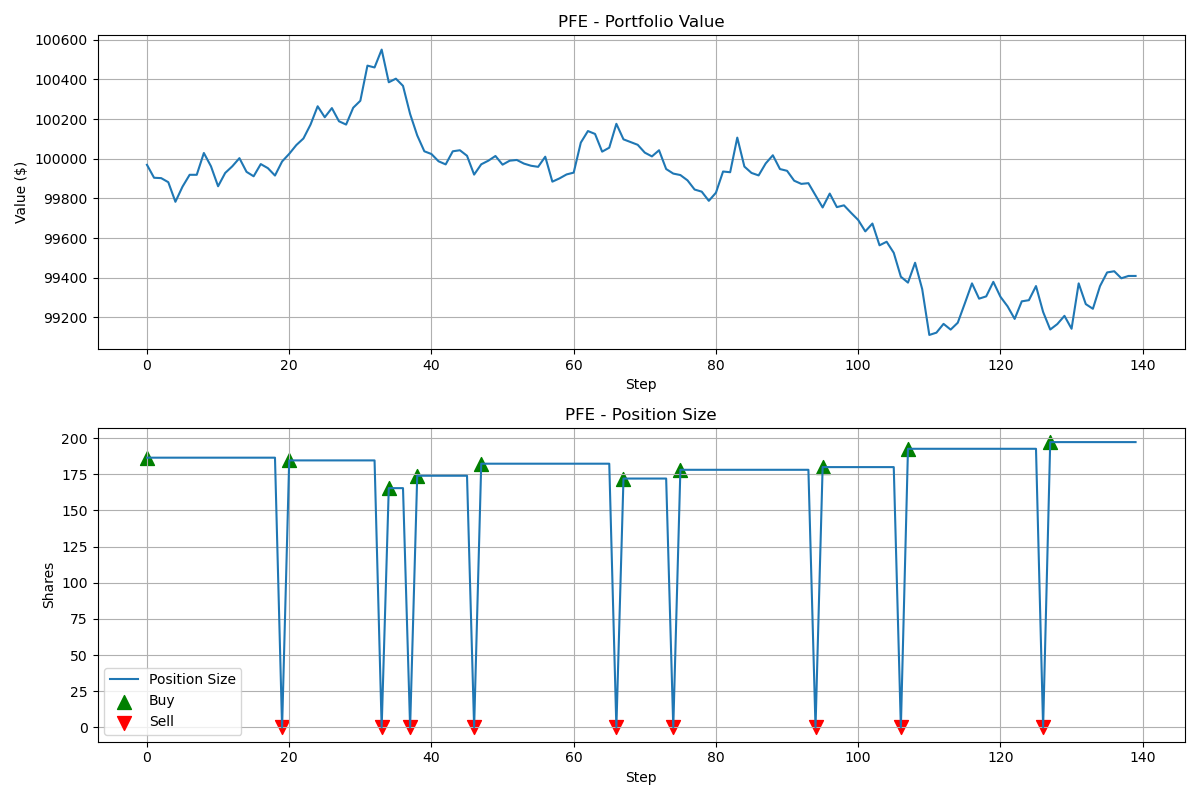 PFE - Portfolio Value
Value ($)
100600
100400
100200
100000
99800
99600
99400
99200
0 20 40 60 80 100 120 140
Step
PFE - Position Size
Shares
200
175
150
125
100
75
50
25
0
Position Size
Buy
Sell
0 20 40 60 80 100 120 140
Step